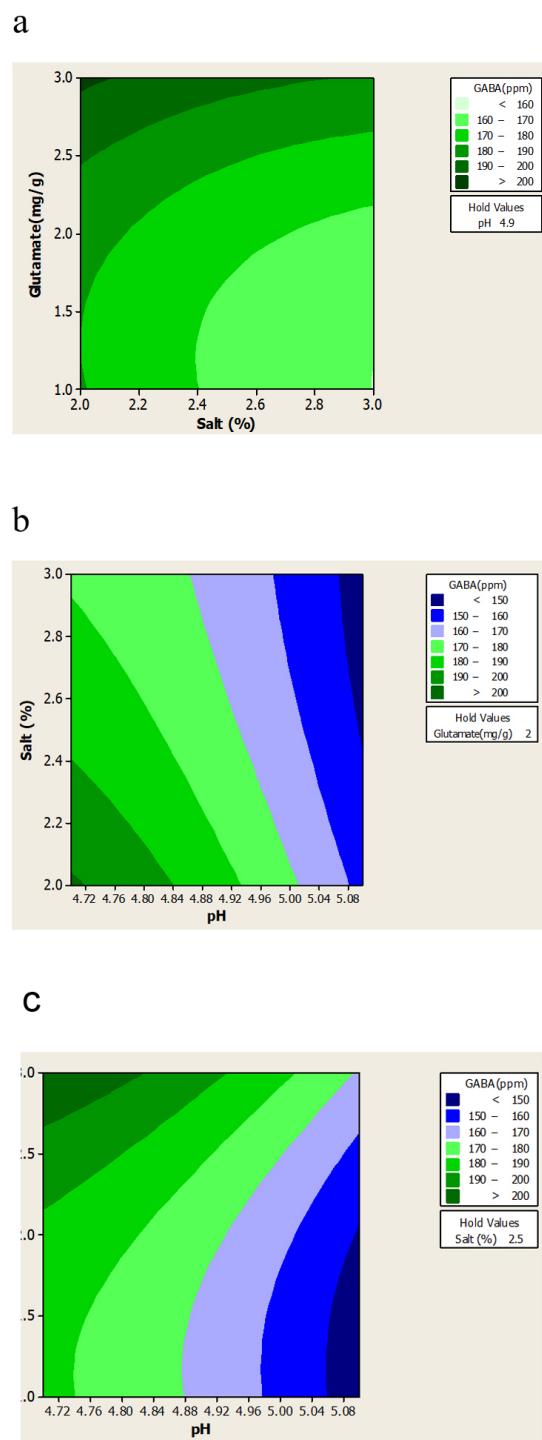 a
3.0
2.5
2.0
1.5
1.0
Glutamate(mg/g)
2.0 2.2 2.4 2.6 2.8 3.0
Salt (%)
GABA(ppm)
< 160
160 – 170
170 – 180
180 – 190
190 – 200
> 200
Hold Values
pH 4.9
b
3.0
2.8
2.6
2.4
2.2
2.0
Salt (%)
4.72 4.76 4.80 4.84 4.88 4.92 4.96 5.00 5.04 5.08
pH
GABA(ppm)
< 150
150 – 160
160 – 170
170 – 180
180 – 190
190 – 200
> 200
Hold Values
Glutamate(mg/g) 2
c
.0
2.5
2.0
.5
.0
4.72 4.76 4.80 4.84 4.88 4.92 4.96 5.00 5.04 5.08
pH
GABA(ppm)
< 150
150 – 160
160 – 170
170 – 180
180 – 190
190 – 200
> 200
Hold Values
Salt (%) 2.5